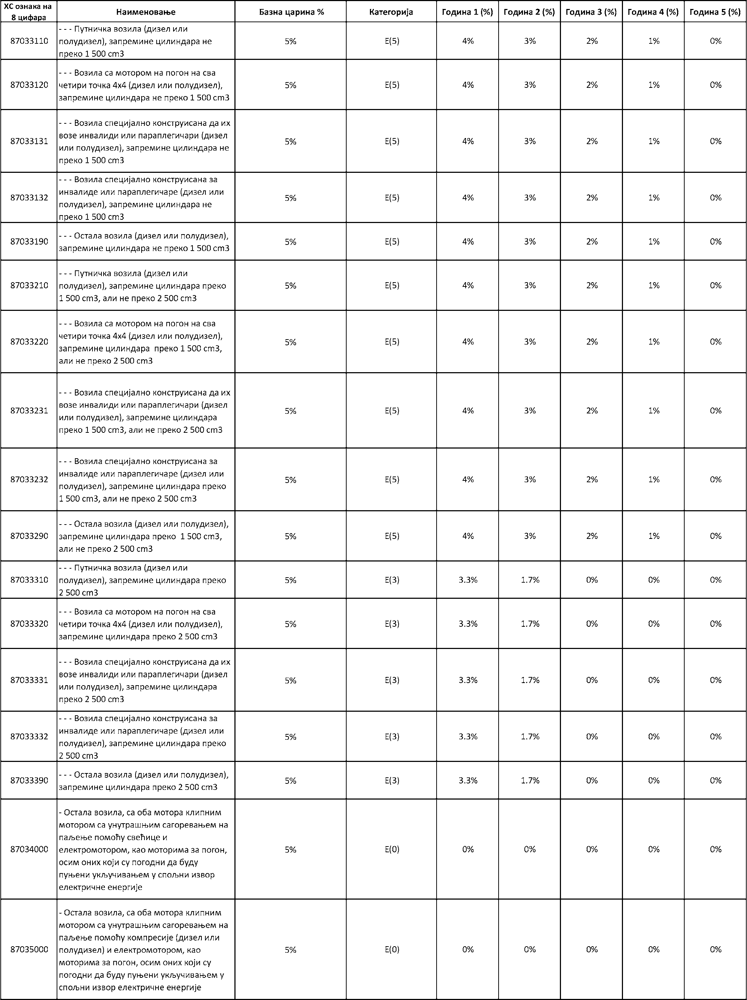 ХС ознака на
8 цифара
Наименовање
Базна царина %
Категорија
Година 1 (%)
Година 2 (%)
Година 3 (%)
Година 4 (%)
Година 5 (%)
- - - Путничка возила (дизел или
87033110 полудизел), запремине цилиндара не 5% E(5) 4% 3% 2% 1% 0%
преко 1 500 cm3
- - - Возила са мотором на погон на сва
87033120 четири точка 4x4 (дизел или полудизел), 5% E(5) 4% 3% 2% 1% 0%
запремине цилиндара не преко 1 500 cm3
- - - Возила специјално конструисана да их
возе инвалиди или параплегичари (дизел
87033131 5% E(5) 4% 3% 2% 1% 0%
или полудизел), запремине цилиндара не
преко 1 500 cm3
- - - Возила специјално конструисана за
инвалиде или параплегичаре (дизел или
87033132 5% E(5) 4% 3% 2% 1% 0%
полудизел), запремине цилиндара не
преко 1 500 cm3
- - - Остала возила (дизел или полудизел),
87033190 5% E(5) 4% 3% 2% 1% 0%
запремине цилиндара не преко 1 500 cm3
- - - Путничка возила (дизел или
87033210 полудизел), запремине цилиндара преко 5% E(5) 4% 3% 2% 1% 0%
1 500 cm3, али не преко 2 500 cm3
- - - Возила са мотором на погон на сва
четири точка 4x4 (дизел или полудизел),
87033220 5% E(5) 4% 3% 2% 1% 0%
запремине цилиндара  преко 1 500 cm3,
али не преко 2 500 cm3
- - - Возила специјално конструисана да их
возе инвалиди или параплегичари (дизел
87033231 5% E(5) 4% 3% 2% 1% 0%
или полудизел), запремине цилиндара
преко 1 500 cm3, али не преко 2 500 cm3
- - - Возила специјално конструисана за
инвалиде или параплегичаре (дизел или
87033232 5% E(5) 4% 3% 2% 1% 0%
полудизел), запремине цилиндара преко
1 500 cm3, али не преко 2 500 cm3
- - - Остала возила (дизел или полудизел),
87033290 запремине цилиндара преко  1 500 cm3, 5% E(5) 4% 3% 2% 1% 0%
али не преко 2 500 cm3
- - - Путничка возила (дизел или
87033310 полудизел), запремине цилиндара преко 5% E(3) 3.3% 1.7% 0% 0% 0%
2 500 cm3
- - - Возила са мотором на погон на сва
87033320 четири точка 4x4 (дизел или полудизел), 5% E(3) 3.3% 1.7% 0% 0% 0%
запремине цилиндара преко 2 500 cm3
- - - Возила специјално конструисана да их
возе инвалиди или параплегичари (дизел
87033331 5% E(3) 3.3% 1.7% 0% 0% 0%
или полудизел), запремине цилиндара
преко 2 500 cm3
- - - Возила специјално конструисана за
инвалиде или параплегичаре (дизел или
87033332 5% E(3) 3.3% 1.7% 0% 0% 0%
полудизел), запремине цилиндара преко
2 500 cm3
- - - Остала возила (дизел или полудизел),
87033390 5% E(3) 3.3% 1.7% 0% 0% 0%
запремине цилиндара преко 2 500 cm3
- Остала возила, са оба мотора клипним
мотором са унутрашњим сагоревањем на
паљење помоћу свећице и
87034000 електромотором, као моторима за погон, 5% E(0) 0% 0% 0% 0% 0%
осим оних који су погодни да буду
пуњени укључивањем у спољни извор
електричне енергије
- Остала возила, са оба мотора клипним
мотором са унутрашњим сагоревањем на
паљење помоћу компресије (дизел или
87035000 полудизел) и електромотором, као 5% E(0) 0% 0% 0% 0% 0%
моторима за погон, осим оних који су
погодни да буду пуњени укључивањем у
спољни извор електричне енергије